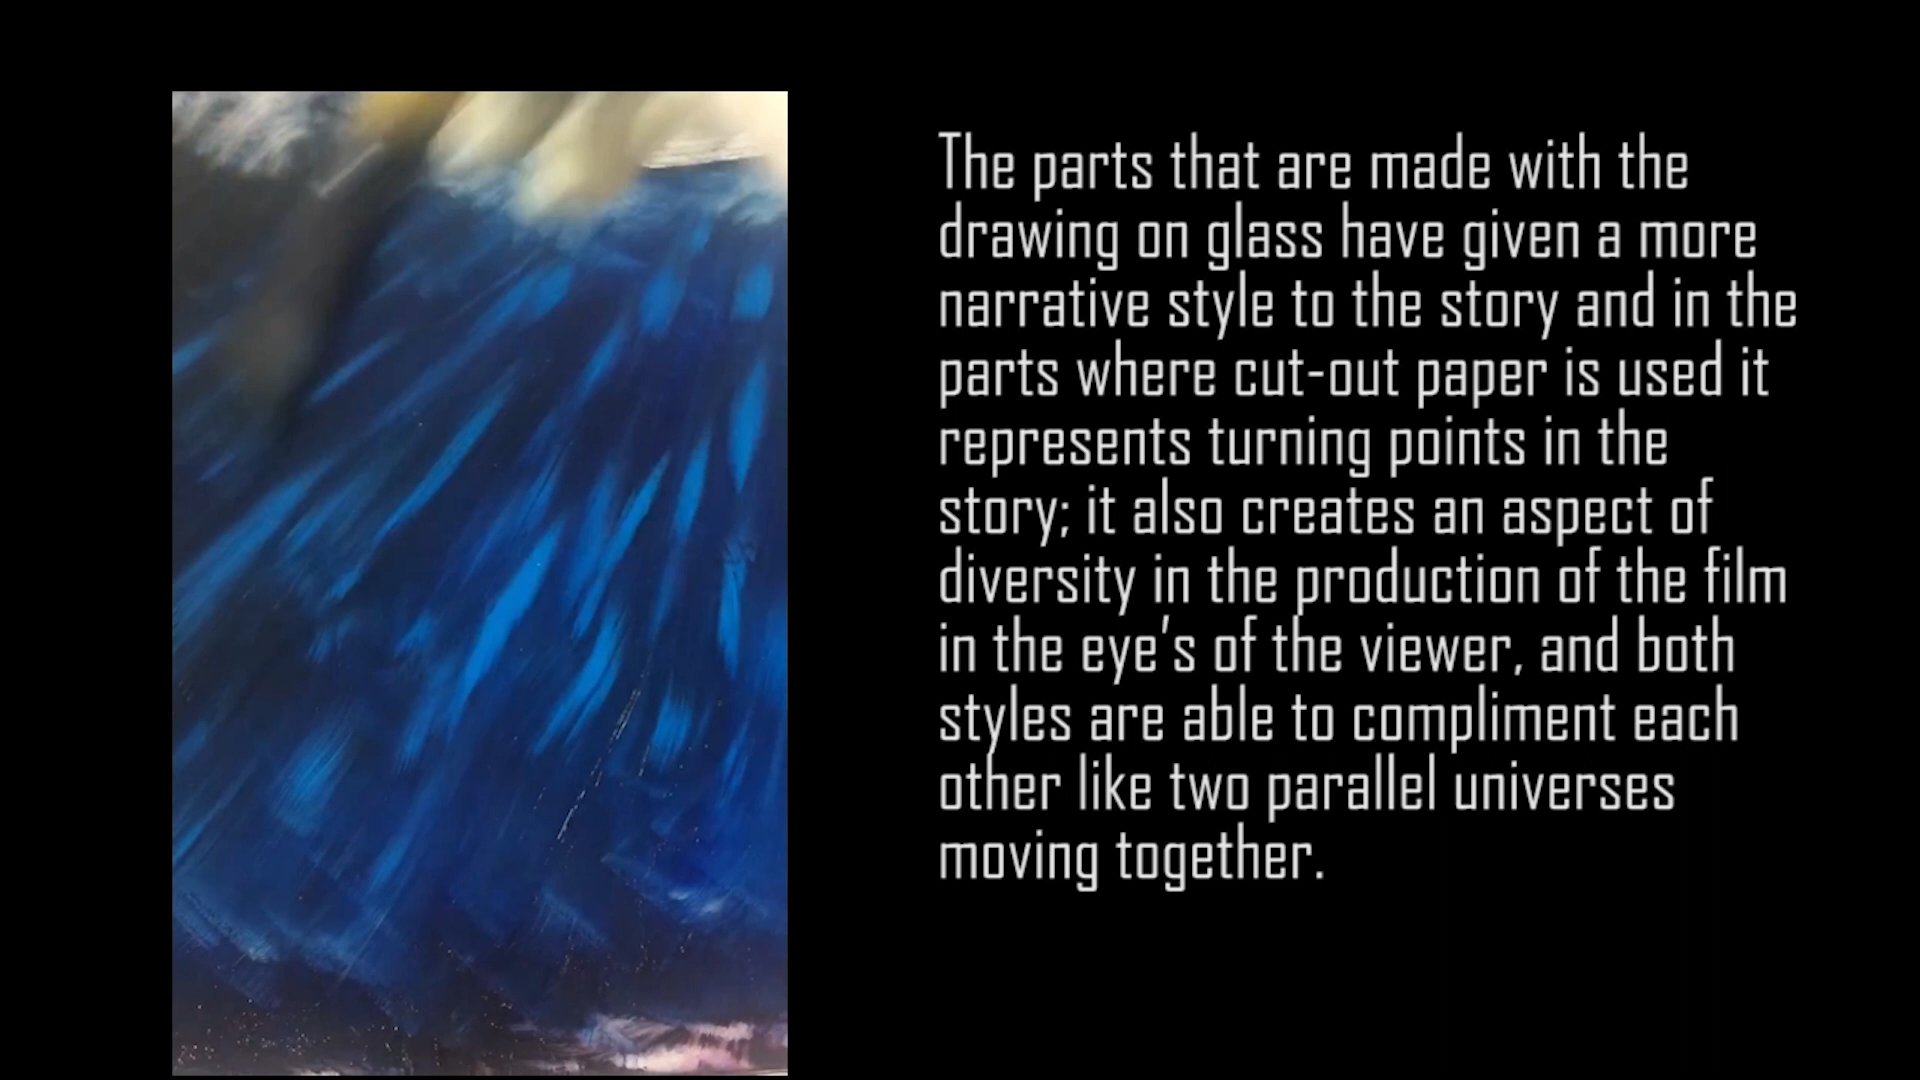 The parts that are made with the
drawing on glass have given a more
narrative style to the story and in the
parts where cut-out paper is used it
represents turning points in the
story; it also creates an aspect of
diversity in the production of the film
in the eye's of the viewer, and both
styles are able to compliment each
other like two parallel universes
moving together.